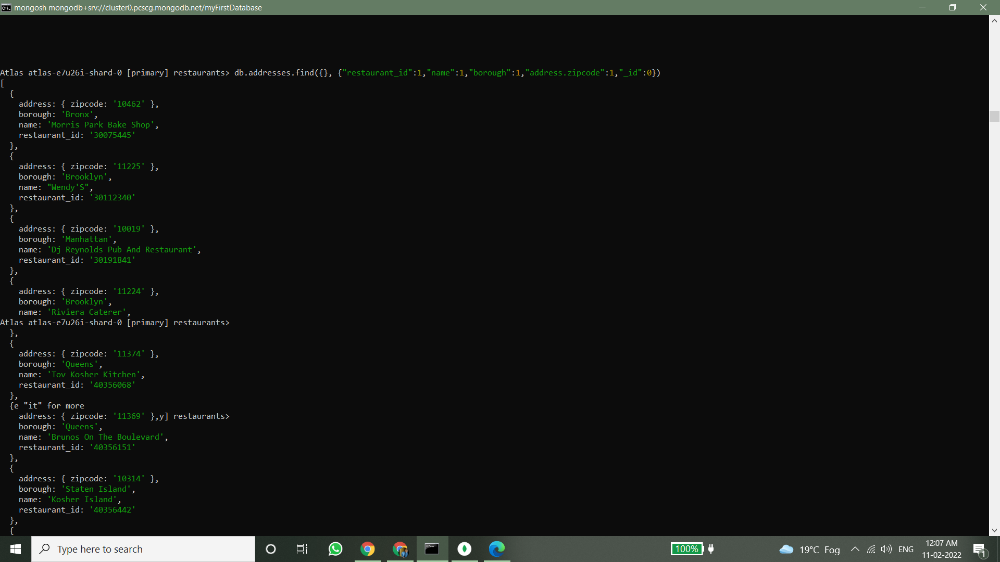 mongosh mongodb+srv://cluster0.pcscg.mongodb.net/myFirstDatabase
Atlas atlas-e7u26i-shard-0 [primary] restaurants> db.addresses.find({}, {"restaurant_id":1,"name":1,"borough":1,"address.zipcode":1,"_id":0})
[
  {
    address: { zipcode: '10462' },
    borough: 'Bronx',
    name: 'Morris Park Bake Shop',
    restaurant_id: '30075445'
  },
  {
    address: { zipcode: '11225' },
    borough: 'Brooklyn',
    name: "Wendy'S",
    restaurant_id: '30112340'
  },
  {
    address: { zipcode: '10019' },
    borough: 'Manhattan',
    name: 'Dj Reynolds Pub And Restaurant',
    restaurant_id: '30191841'
  },
  {
    address: { zipcode: '11224' },
    borough: 'Brooklyn',
    name: 'Riviera Caterer',
Atlas atlas-e7u26i-shard-0 [primary] restaurants>
  },
  {
    address: { zipcode: '11374' },
    borough: 'Queens',
    name: 'Tov Kosher Kitchen',
    restaurant_id: '40356068'
  },
  {e "it" for more
    address: { zipcode: '11369' },y] restaurants>
    borough: 'Queens',
    name: 'Brunos On The Boulevard',
    restaurant_id: '40356151'
  },
  {
    address: { zipcode: '10314' },
    borough: 'Staten Island',
    name: 'Kosher Island',
    restaurant_id: '40356442'
  },
  {
Type here to search
100%
19°C Fog
ENG
12:07 AM
11-02-2022
1